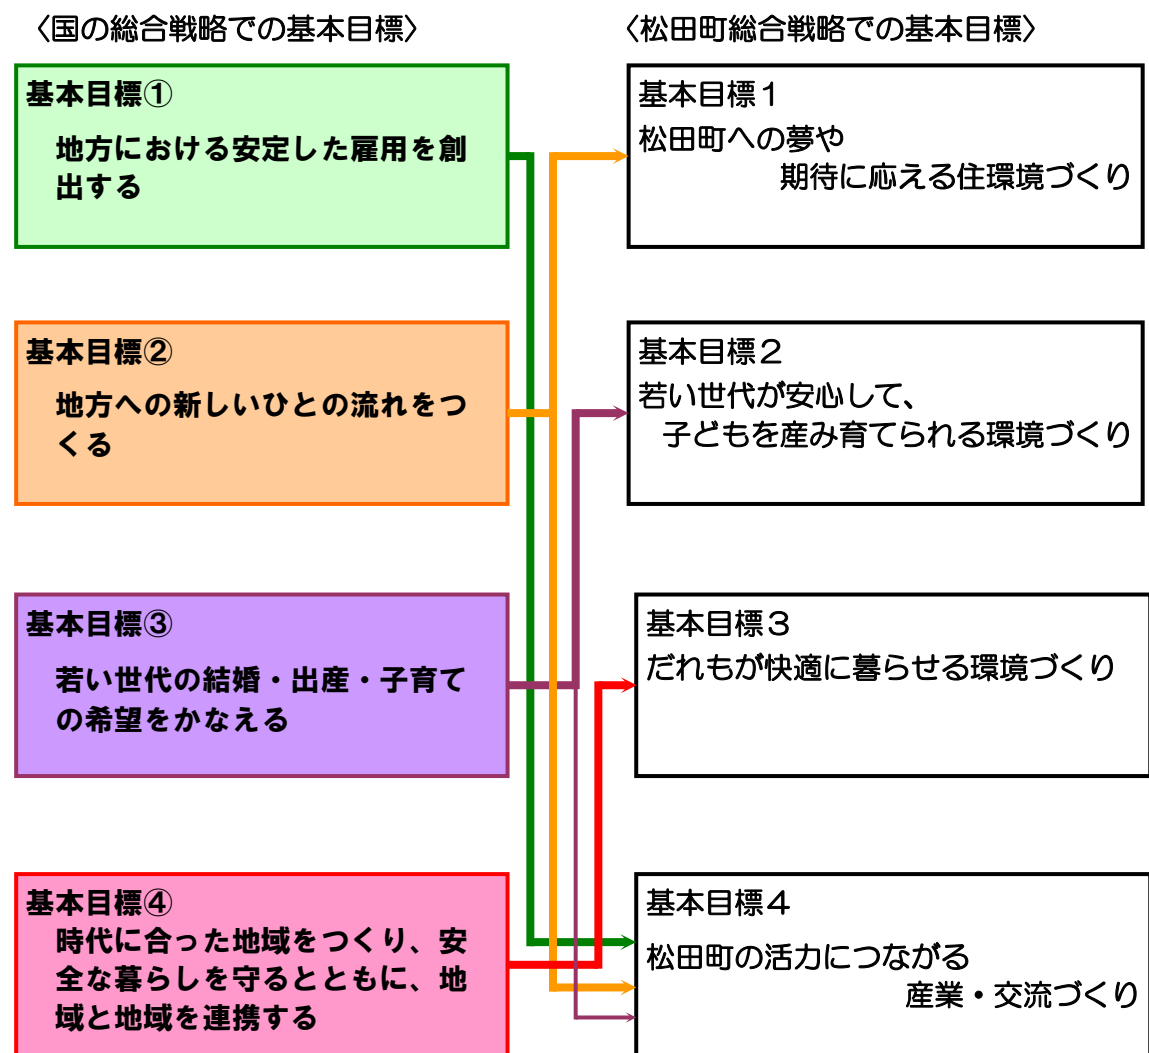 〈国の総合戦略での基本目標〉
〈松田町総合戦略での基本目標〉
基本目標①
地方における安定した雇用を創
出する
基本目標②
地方への新しいひとの流れをつ
くる
基本目標③
若い世代の結婚・出産・子育て
の希望をかなえる
基本目標④
時代に合った地域をつくり、安
全な暮らしを守るとともに、地
域と地域を連携する
基本目標１
松田町への夢や
期待に応える住環境づくり
基本目標２
若い世代が安心して、
子どもを産み育てられる環境づくり
基本目標３
だれもが快適に暮らせる環境づくり
基本目標４
松田町の活力につながる
産業・交流づくり